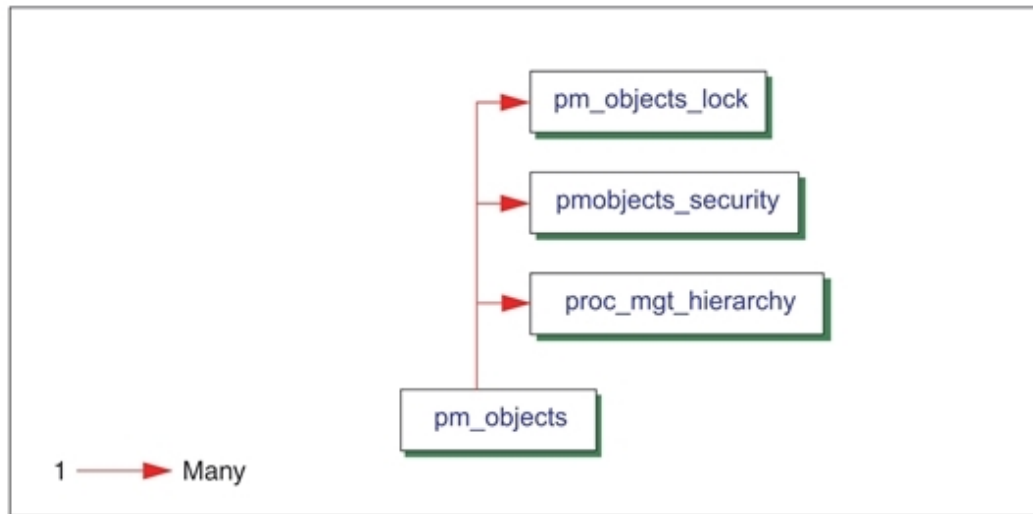 pm_objects_lock
pmobjects_security
proc_mgt_hierarchy
pm_objects
1 Many